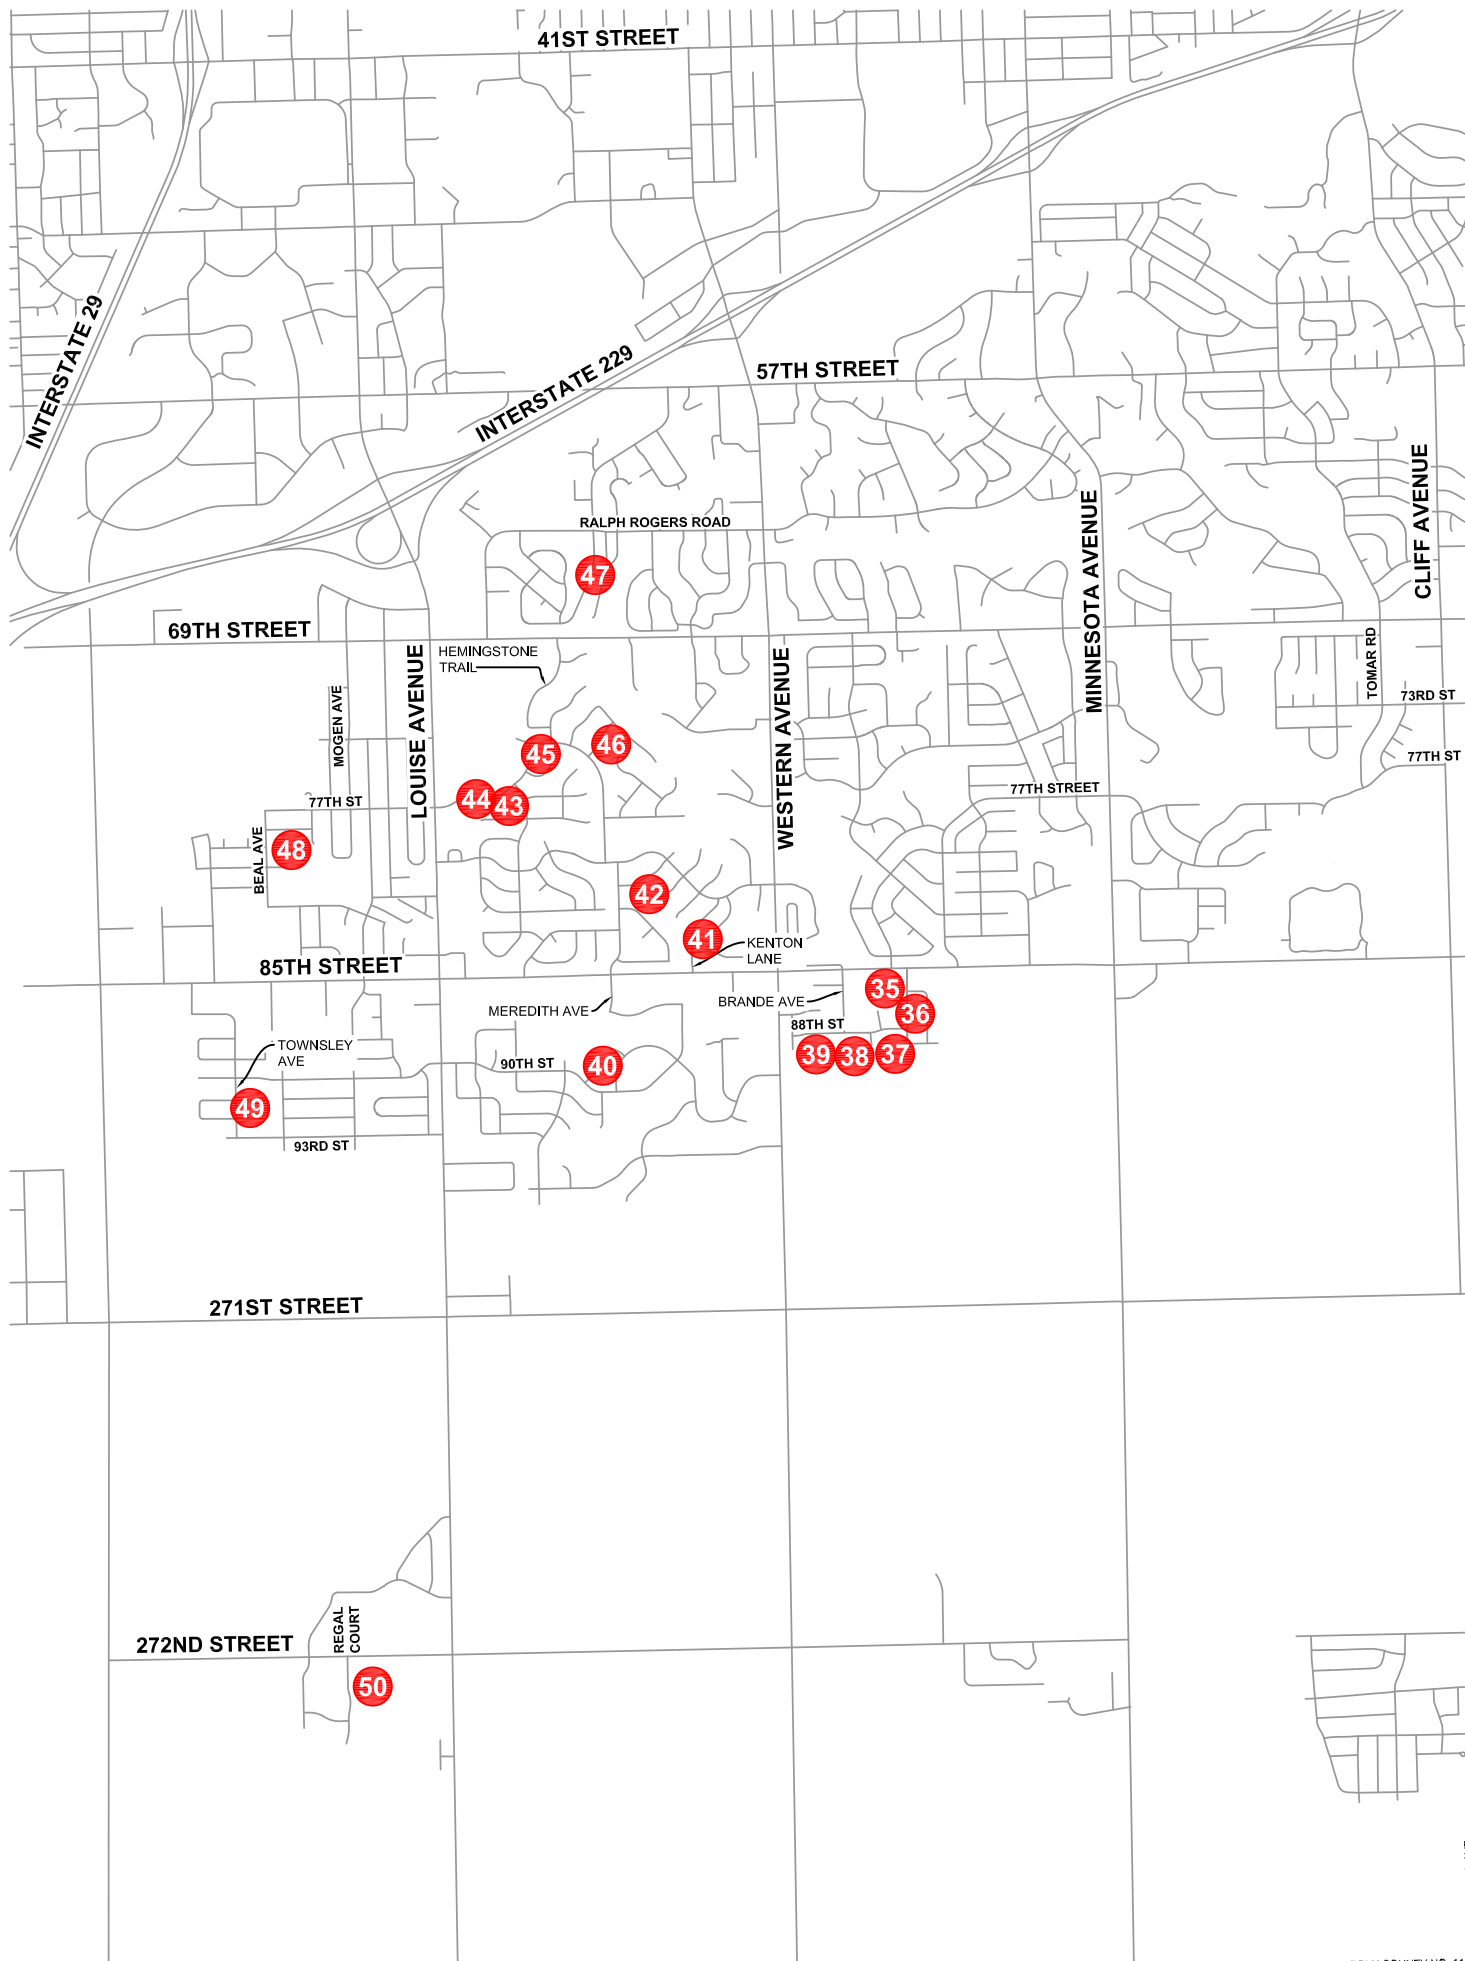 41ST STREET
INTERSTATE 29
INTERSTATE 229
57TH STREET
CLIFF AVENUE
MINNESOTA AVENUE
RALPH ROGERS ROAD
47
69TH STREET
HEMINGSTONE
TRAIL
LOUISE AVENUE
WESTERN AVENUE
TOMAR RD
MOGEN AVE
73RD ST
45
46
77TH ST
77TH STREET
44
43
77TH ST
BEAL AVE
48
42
41
KENTON
LANE
85TH STREET
35
BRANDE AVE
MEREDITH AVE
36
88TH ST
39
38
37
TOWNSLEY
AVE
90TH ST
40
49
93RD ST
271ST STREET
REGAL
COURT
272ND STREET
50